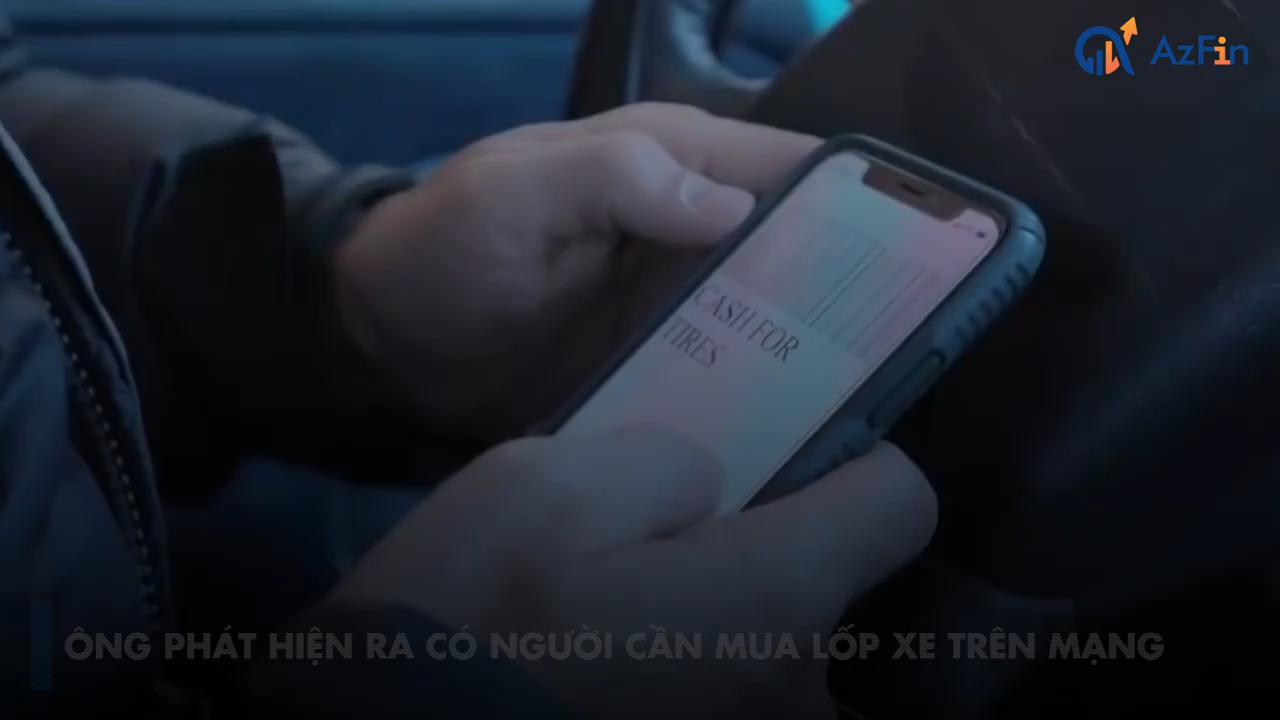 AzFin
CASH FOR
TIRES
ÔNG PHÁT HIỆN RA CÓ NGƯỜI CẦN MUA LỐP XE TRÊN MẠNG